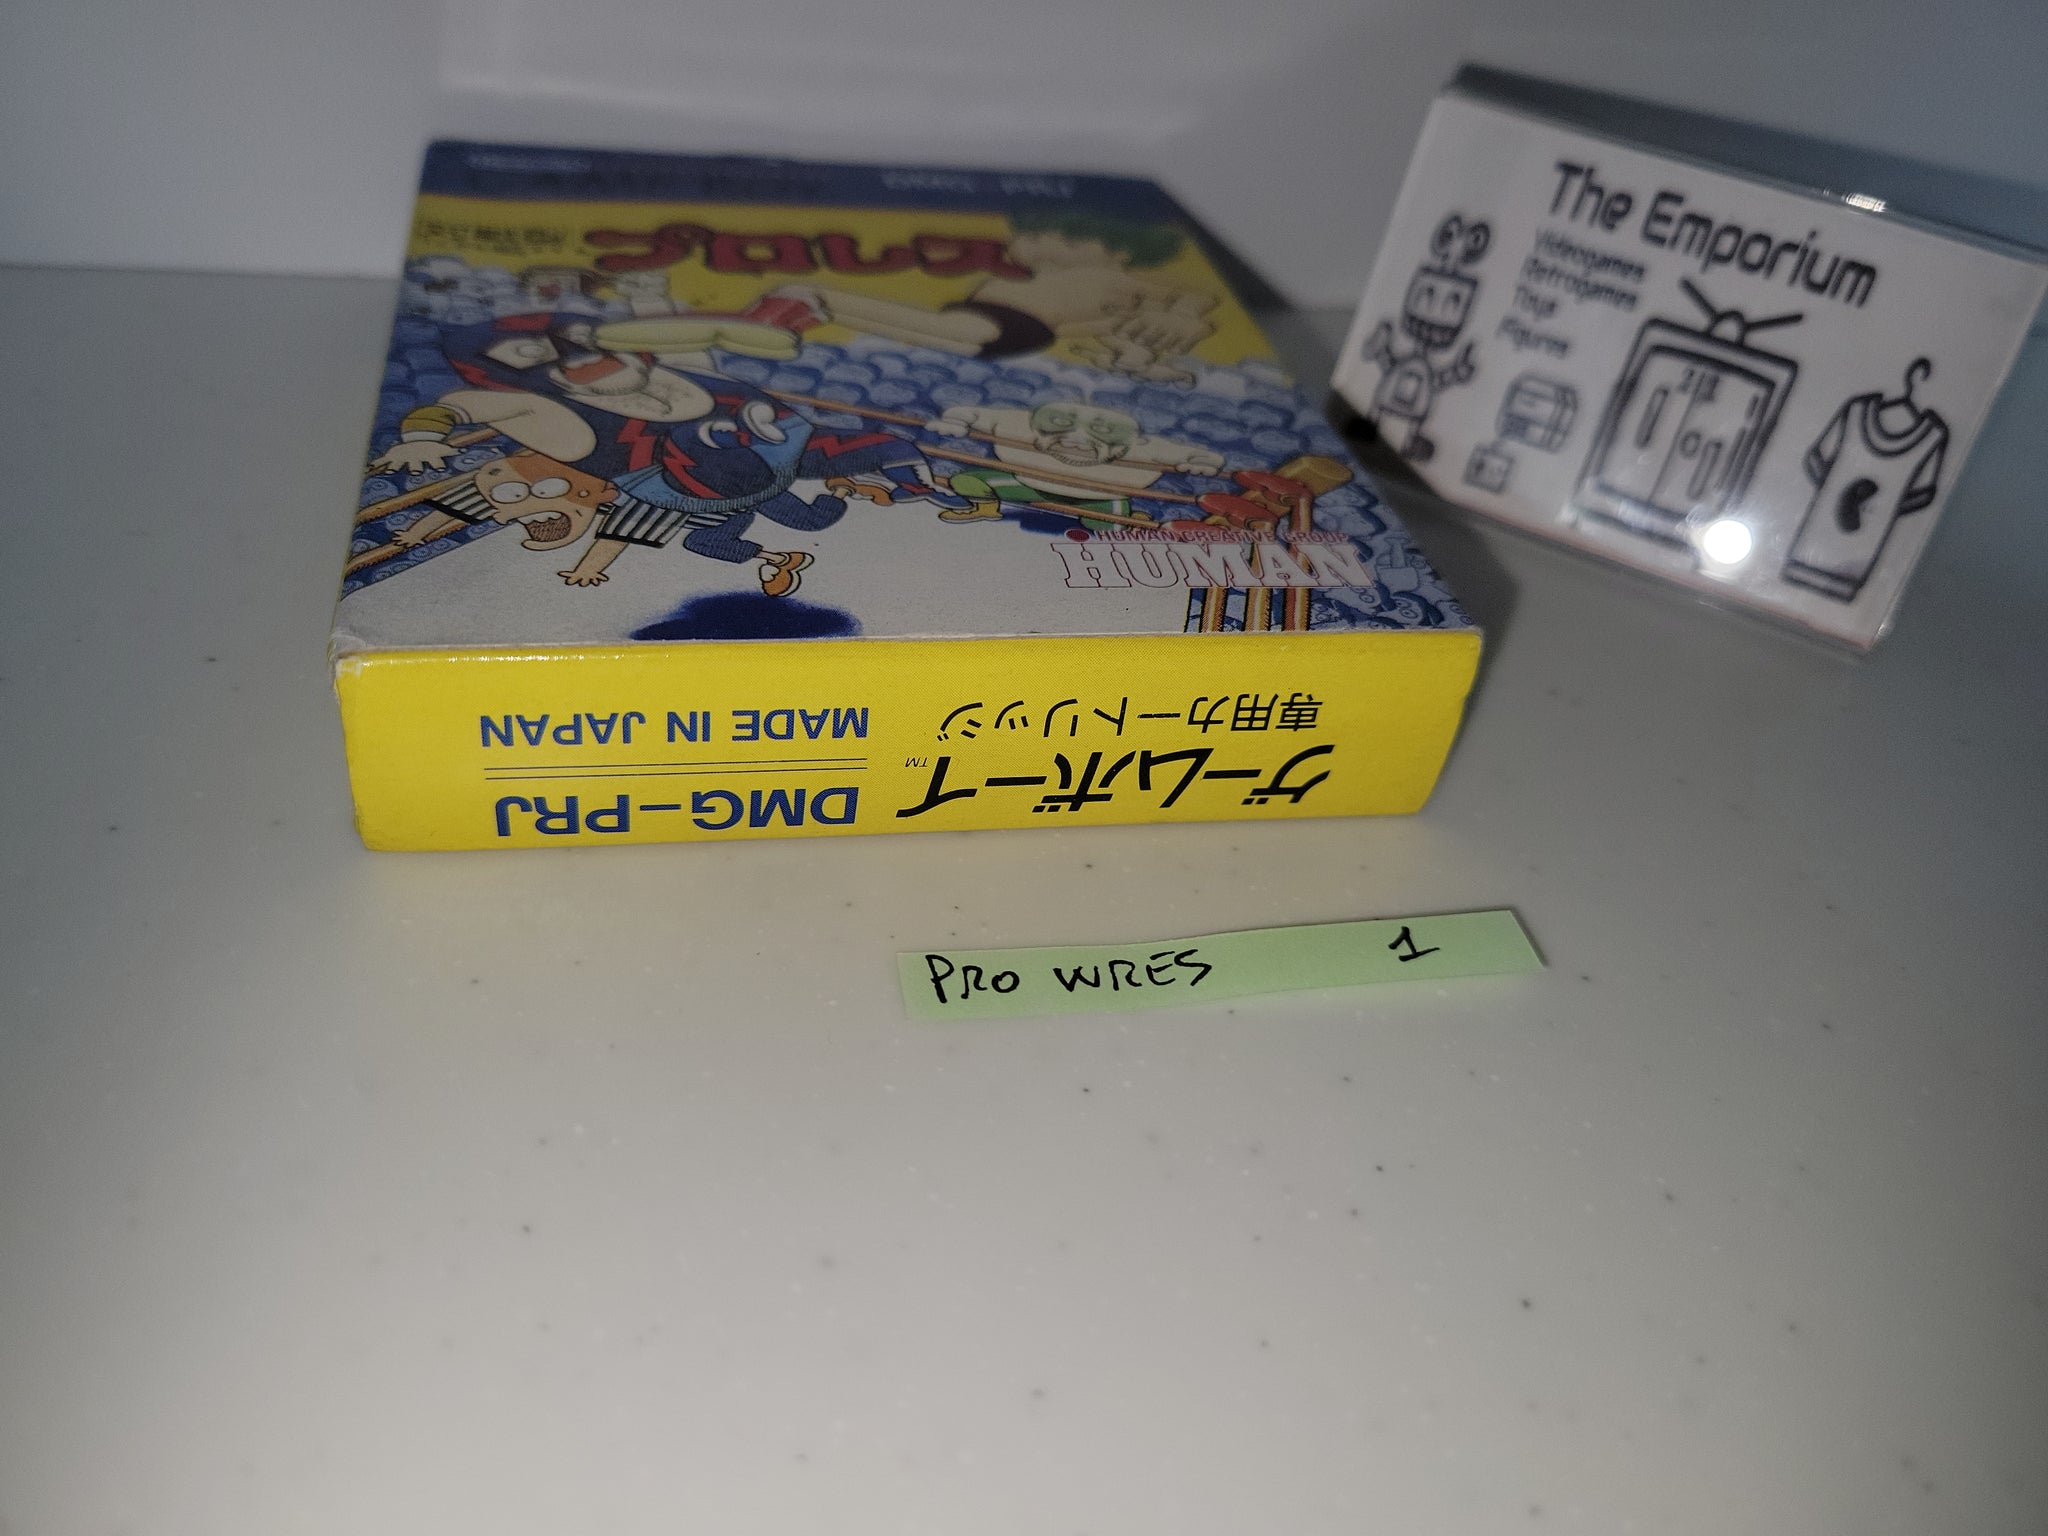 プロレス
HUMAN CREATIVE GROUP
HUMAN
ゲームボーイ™
専用カートリッジ
DMG-PRJ
MADE IN JAPAN
The Emporium
Videogames
Retrogames
Toys
Figures
PRO WRES 1